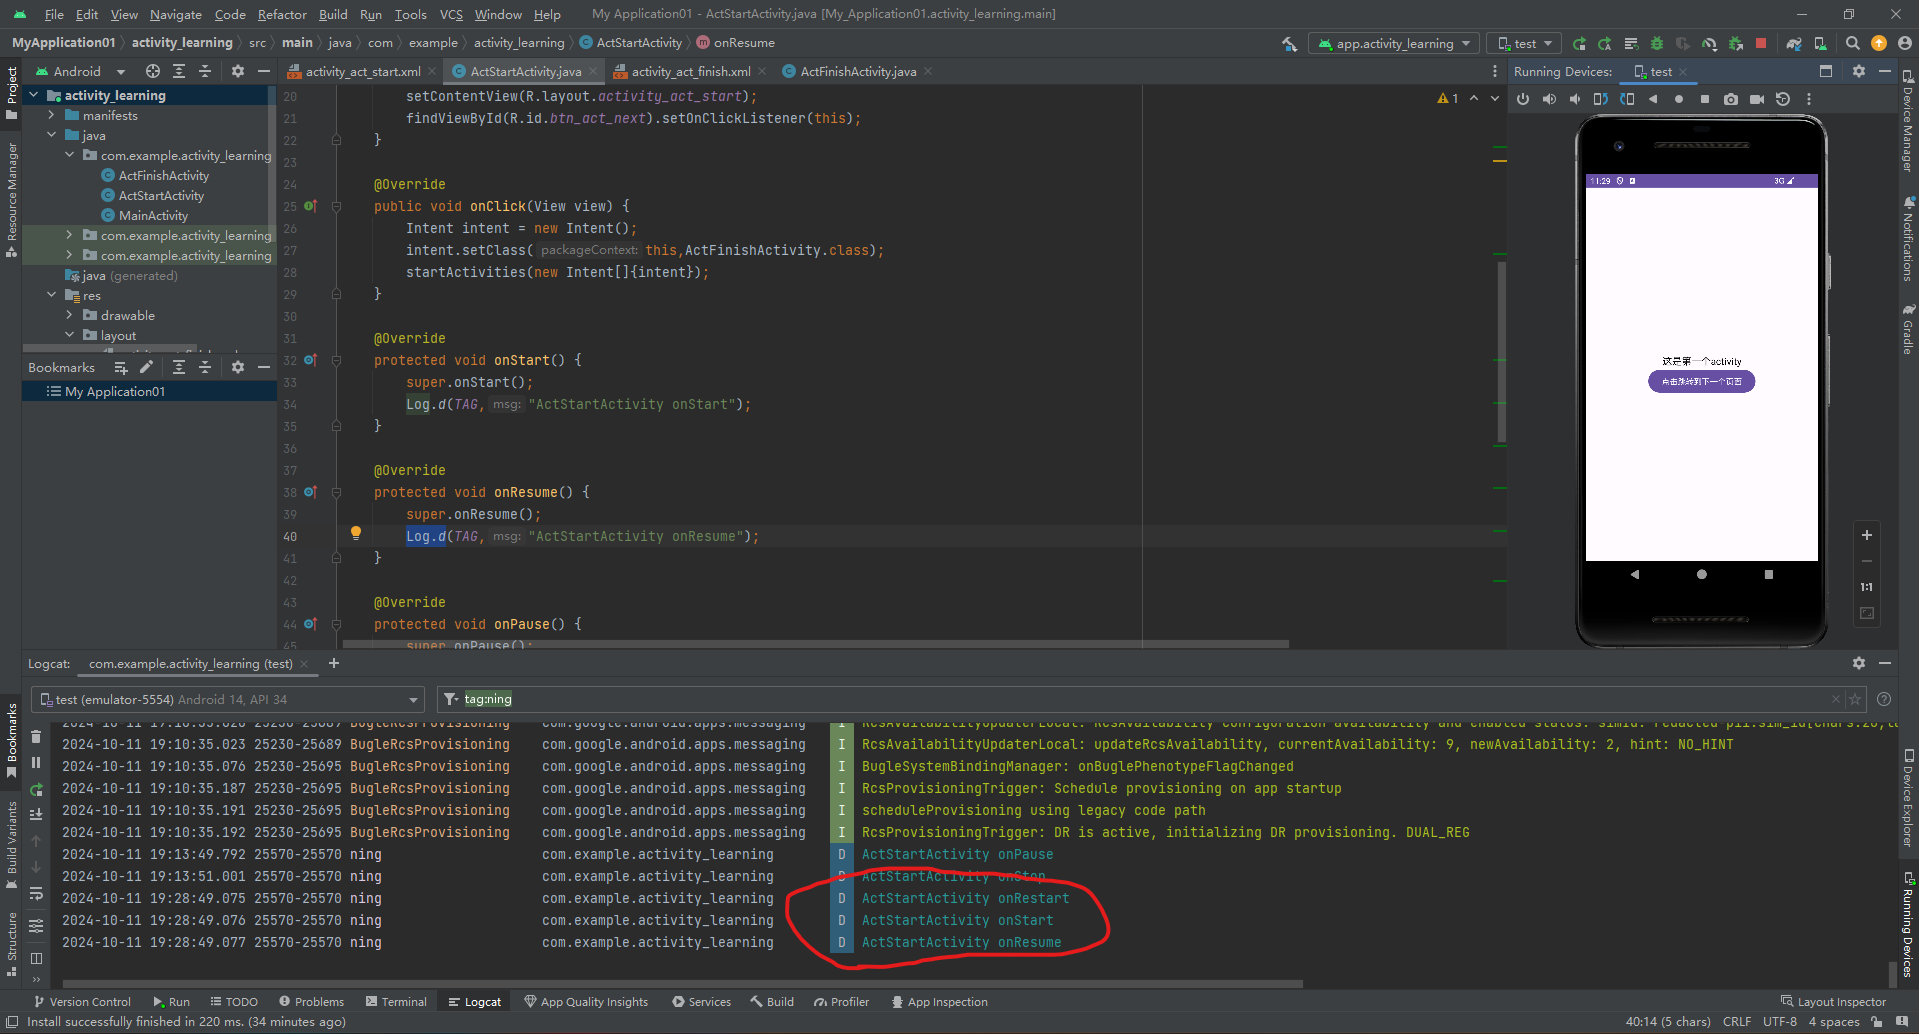 File Edit View Navigate Code Refactor Build Run Tools VCS Window Help My Application01 - ActStartActivity.java [My_Application01.activity_learning.main]
MyApplication01 activity_learning src main java com example activity_learning ActStartActivity onResume app.activity_learning test
Android activity_act_start.xml ActStartActivity.java activity_act_finish.xml ActFinishActivity.java Running Devices: test
Project
Resource Manager
Bookmarks
Build Variants
Structure
activity_learning
manifests
java
com.example.activity_learning
ActFinishActivity
ActStartActivity
MainActivity
com.example.activity_learning
com.example.activity_learning
java (generated)
res
drawable
layout
Bookmarks
My Application01
20 setContentView(R.layout.activity_act_start);
21 findViewById(R.id.btn_act_next).setOnClickListener(this);
22 }
23
24 @Override
25 public void onClick(View view) {
26 Intent intent = new Intent();
27 intent.setClass( packageContext: this,ActFinishActivity.class);
28 startActivities(new Intent[]{intent});
29 }
30
31 @Override
32 protected void onStart() {
33 super.onStart();
34 Log.d(TAG, msg: "ActStartActivity onStart");
35 }
36
37 @Override
38 protected void onResume() {
39 super.onResume();
40 Log.d(TAG, msg: "ActStartActivity onResume");
41 }
42
43 @Override
44 protected void onPause() {
45 super.onPause();
1
11:29 3G
这是第一个activity
点击跳转到下一个页面
1:1
Device Manager
Notifications
Gradle
Device Explorer
Running Devices
Logcat: com.example.activity_learning (test)
test (emulator-5554) Android 14, API 34 tag:ning
2024-10-11 19:10:35.023 25230-25689 BugleRcsProvisioning com.google.android.apps.messaging I RcsAvailabilityUpdaterLocal: updateRcsAvailability, currentAvailability: 9, newAvailability: 2, hint: NO_HINT
2024-10-11 19:10:35.076 25230-25695 BugleRcsProvisioning com.google.android.apps.messaging I BugleSystemBindingManager: onBuglePhenotypeFlagChanged
2024-10-11 19:10:35.187 25230-25695 BugleRcsProvisioning com.google.android.apps.messaging I RcsProvisioningTrigger: Schedule provisioning on app startup
2024-10-11 19:10:35.191 25230-25695 BugleRcsProvisioning com.google.android.apps.messaging I scheduleProvisioning using legacy code path
2024-10-11 19:10:35.192 25230-25695 BugleRcsProvisioning com.google.android.apps.messaging I RcsProvisioningTrigger: DR is active, initializing DR provisioning. DUAL_REG
2024-10-11 19:13:49.792 25570-25570 ning com.example.activity_learning D ActStartActivity onPause
2024-10-11 19:13:51.001 25570-25570 ning com.example.activity_learning D ActStartActivity onStop
2024-10-11 19:28:49.075 25570-25570 ning com.example.activity_learning D ActStartActivity onRestart
2024-10-11 19:28:49.076 25570-25570 ning com.example.activity_learning D ActStartActivity onStart
2024-10-11 19:28:49.077 25570-25570 ning com.example.activity_learning D ActStartActivity onResume
Version Control Run TODO Problems Terminal Logcat App Quality Insights Services Build Profiler App Inspection Layout Inspector
Install successfully finished in 220 ms. (34 minutes ago) 40:14 (5 chars) CRLF UTF-8 4 spaces